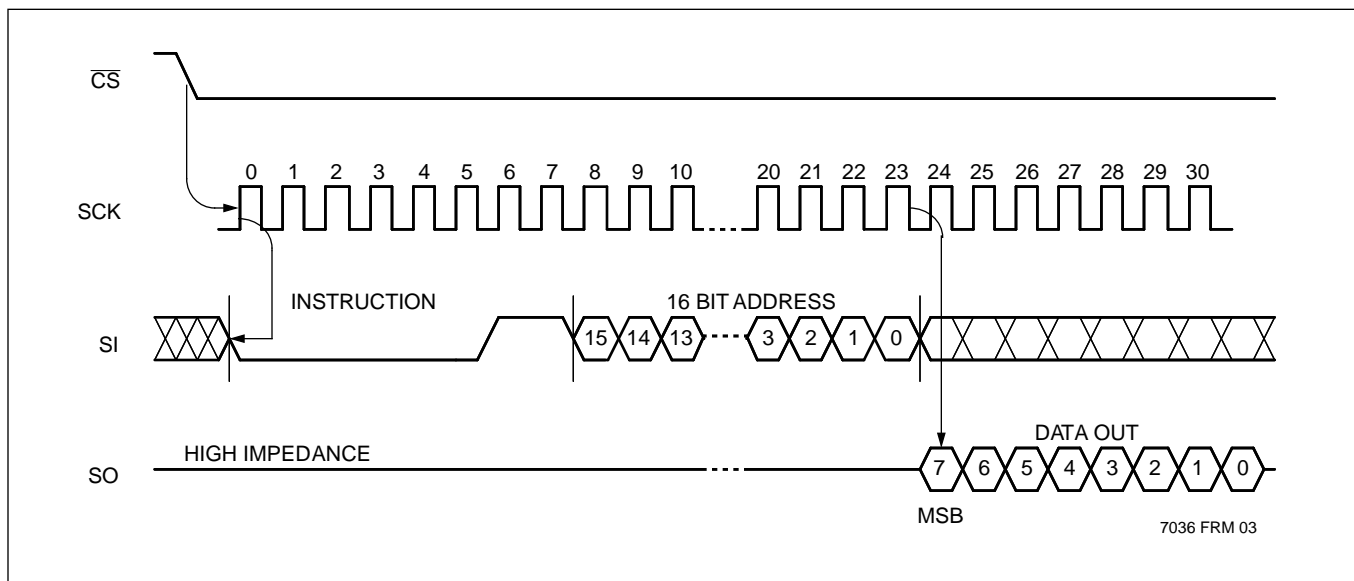 CS
0 1 2 3 4 5 6 7 8 9 10 20 21 22 23 24 25 26 27 28 29 30
SCK
INSTRUCTION
16 BIT ADDRESS
SI
15 14 13 3 2 1 0
HIGH IMPEDANCE
DATA OUT
SO
7 6 5 4 3 2 1 0
MSB
7036 FRM 03